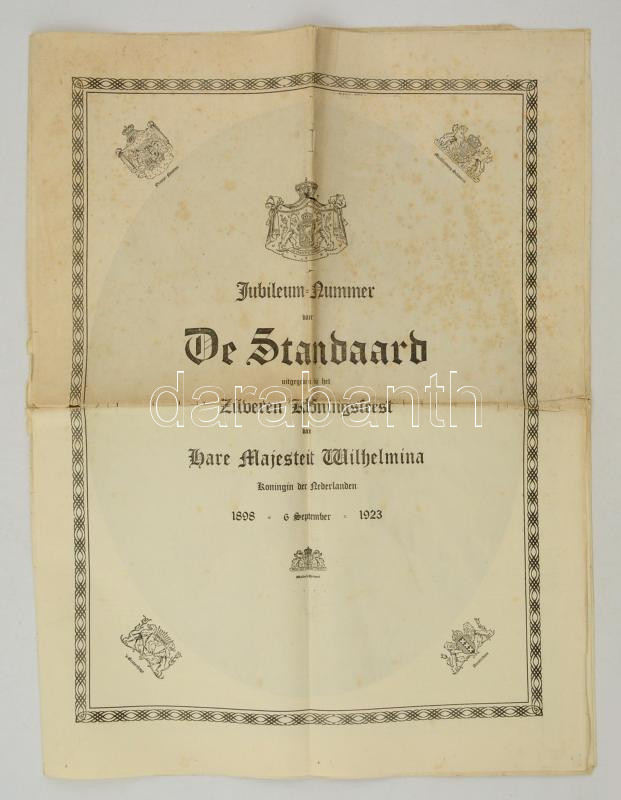 Jubileum=Nummer
van
De Standaard
uitgegeven bij het
Zilveren Koningsfeest
van
Hare Majesteit Wilhelmina
Koningin der Nederlanden
1898 - 6 September - 1923
darabanth